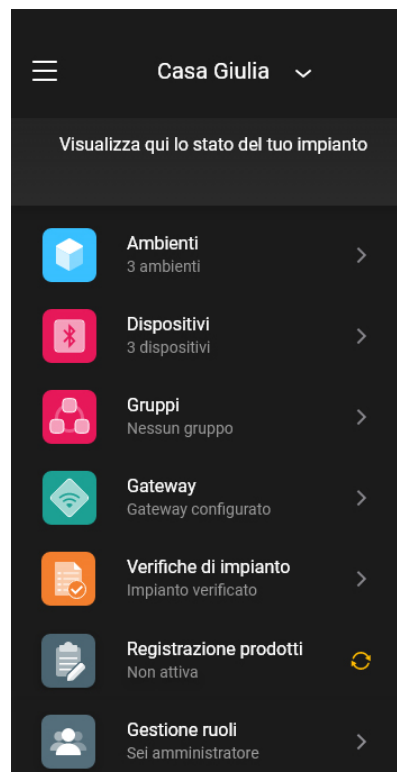 Casa Giulia
Visualizza qui lo stato del tuo impianto
Ambienti
3 ambienti
Dispositivi
3 dispositivi
Gruppi
Nessun gruppo
Gateway
Gateway configurato
Verifiche di impianto
Impianto verificato
Registrazione prodotti
Non attiva
Gestione ruoli
Sei amministratore